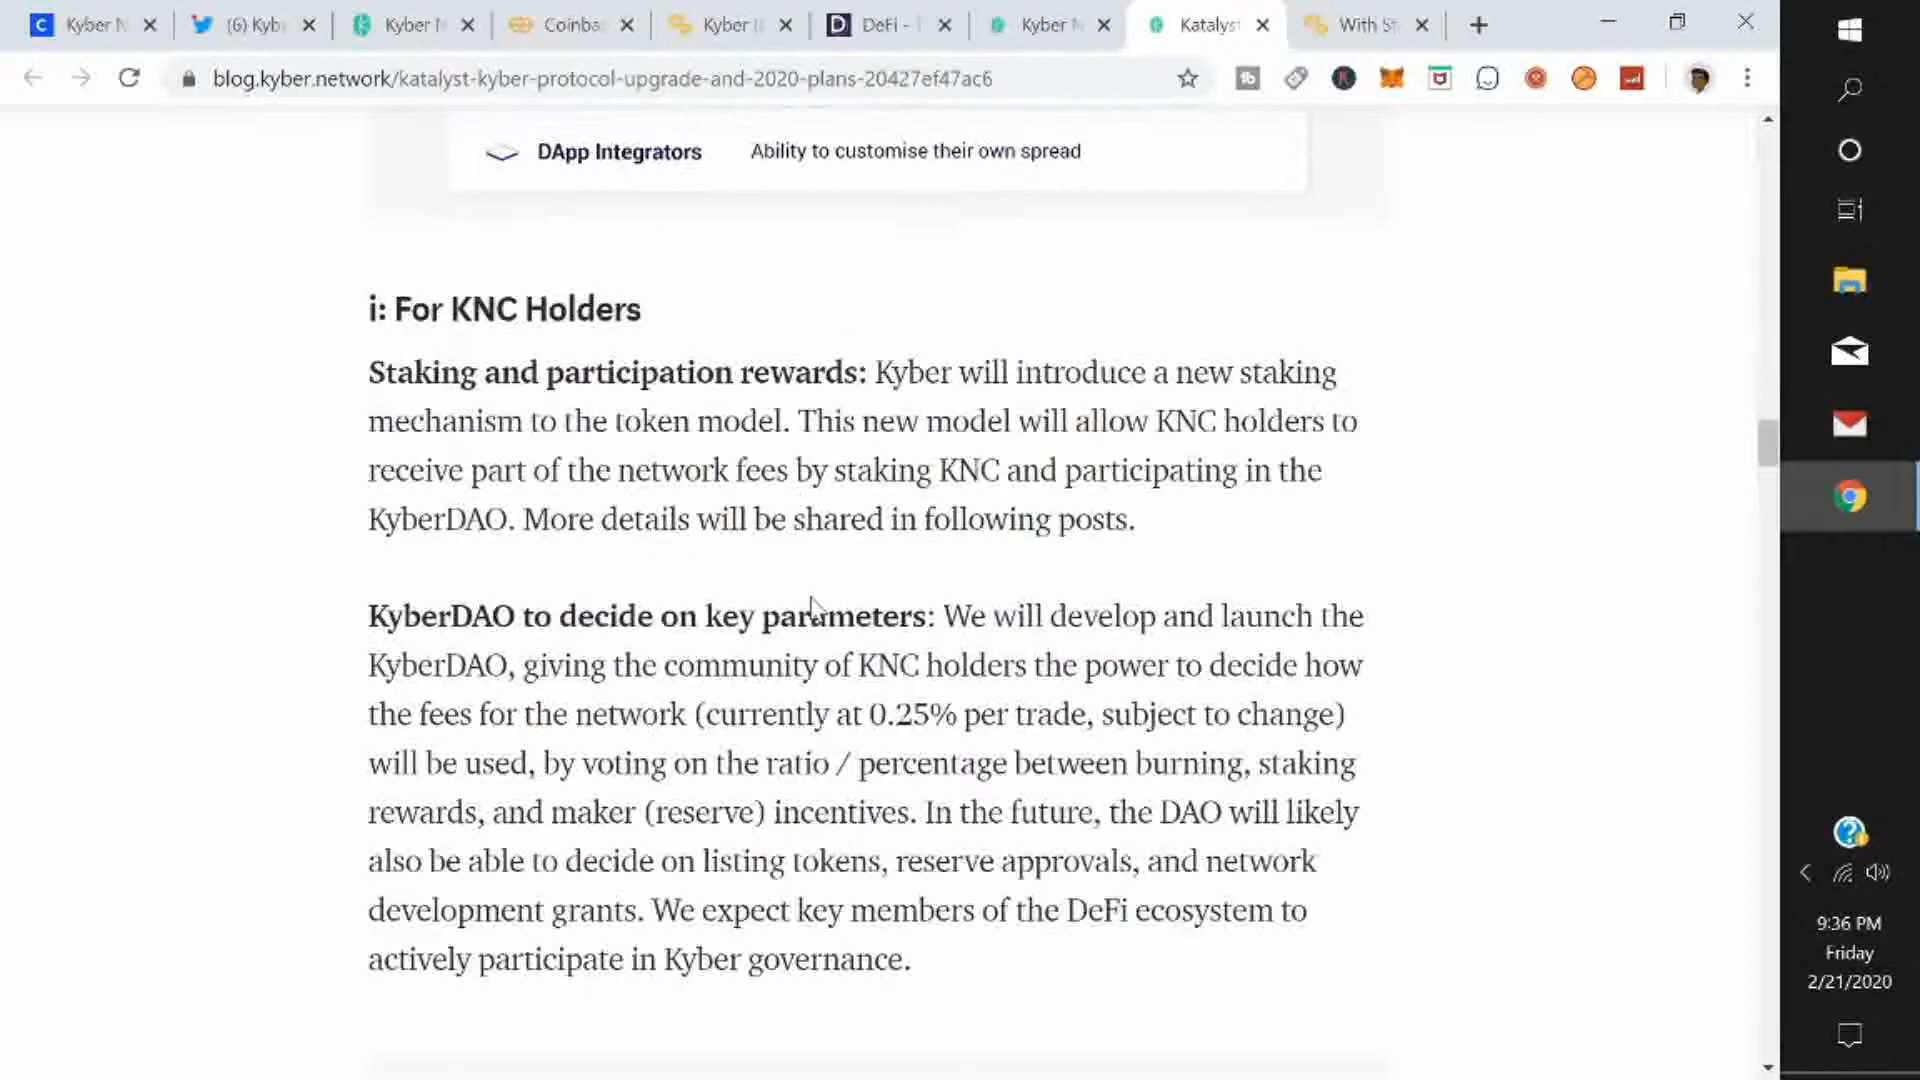 Kyber N
(6) Kyb
Kyber N
Coinba
Kyber
DeFi -
Kyber N
Katalys
With St
blog.kyber.network/katalyst-kyber-protocol-upgrade-and-2020-plans-20427ef47ac6
DApp Integrators Ability to customise their own spread
i: For KNC Holders
Staking and participation rewards: Kyber will introduce a new staking
mechanism to the token model. This new model will allow KNC holders to
receive part of the network fees by staking KNC and participating in the
KyberDAO. More details will be shared in following posts.
KyberDAO to decide on key parameters: We will develop and launch the
KyberDAO, giving the community of KNC holders the power to decide how
the fees for the network (currently at 0.25% per trade, subject to change)
will be used, by voting on the ratio / percentage between burning, staking
rewards, and maker (reserve) incentives. In the future, the DAO will likely
also be able to decide on listing tokens, reserve approvals, and network
development grants. We expect key members of the DeFi ecosystem to
actively participate in Kyber governance.
9:36 PM
Friday
2/21/2020